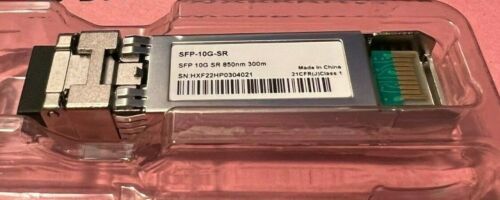 SFP-10G-SR
SFP 10G SR 850nm 300m
Made in China
SN:HXF22HP0304021
21CFR(J)Class:1